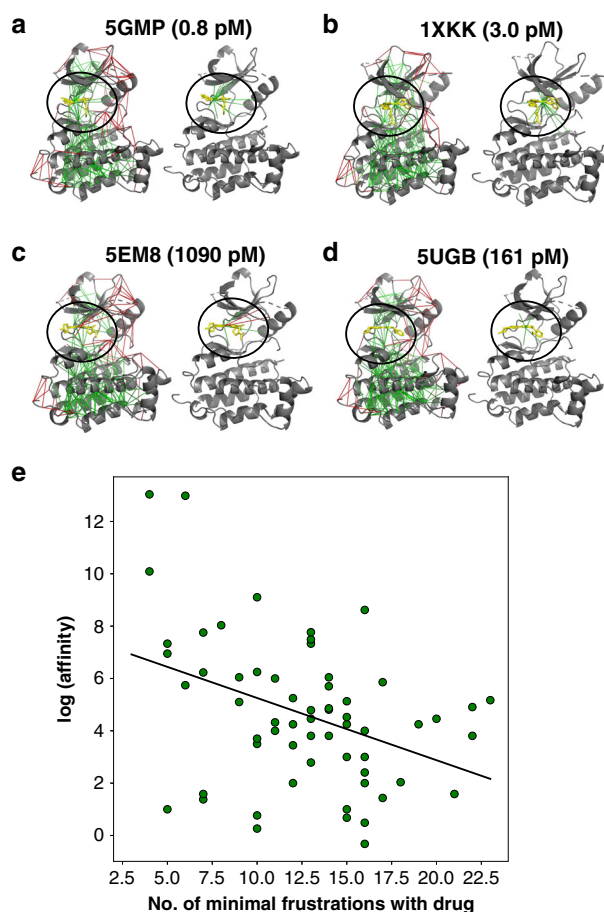 a
5GMP (0.8 pM)
b
1XKK (3.0 pM)
c
5EM8 (1090 pM)
d
5UGB (161 pM)
e
12
10
8
6
4
2
0
log (affinity)
2.5 5.0 7.5 10.0 12.5 15.0 17.5 20.0 22.5
No. of minimal frustrations with drug